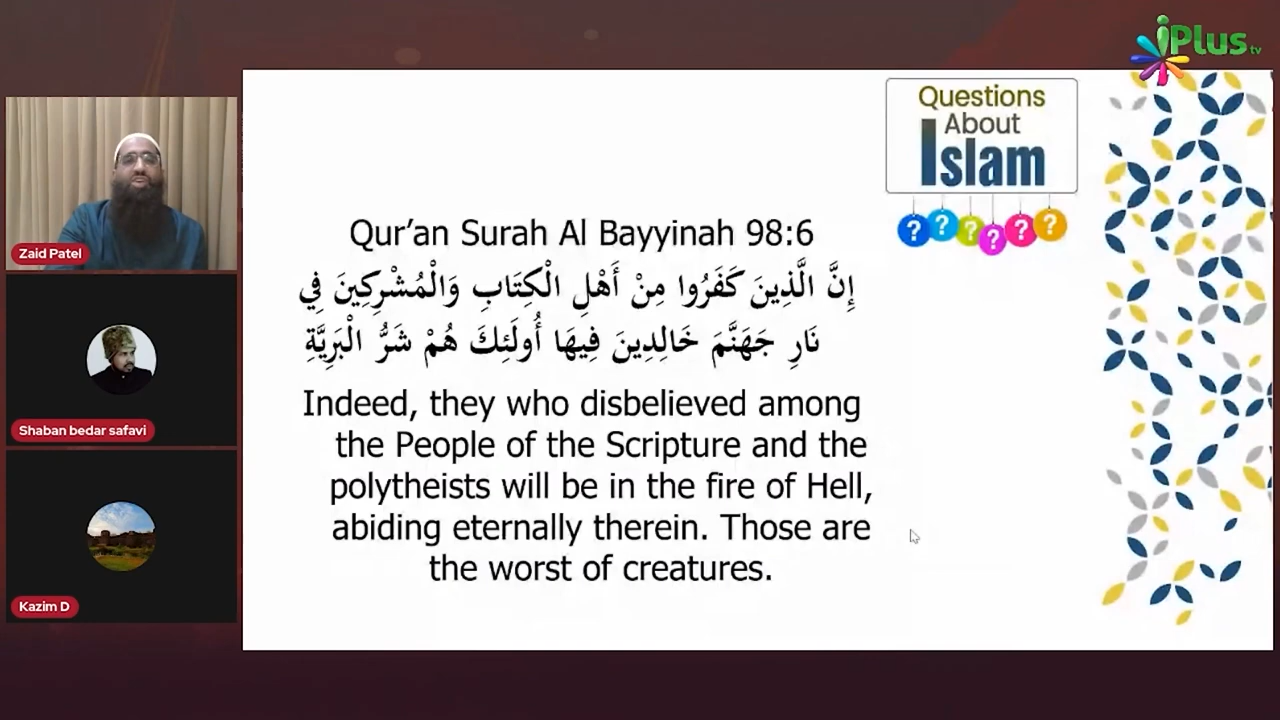 iPlus tv
Questions
About
Islam
? ? ? ? ? ?
Qur’an Surah Al Bayyinah 98:6
إِنَّ الَّذِينَ كَفَرُوا مِنْ أَهْلِ الْكِتَابِ وَالْمُشْرِكِينَ فِي
نَارِ جَهَنَّمَ خَالِدِينَ فِيهَا أُولَئِكَ هُمْ شَرُّ الْبَرِيَّةِ
Indeed, they who disbelieved among
the People of the Scripture and the
polytheists will be in the fire of Hell,
abiding eternally therein. Those are
the worst of creatures.
Zaid Patel
Shaban bedar safavi
Kazim D